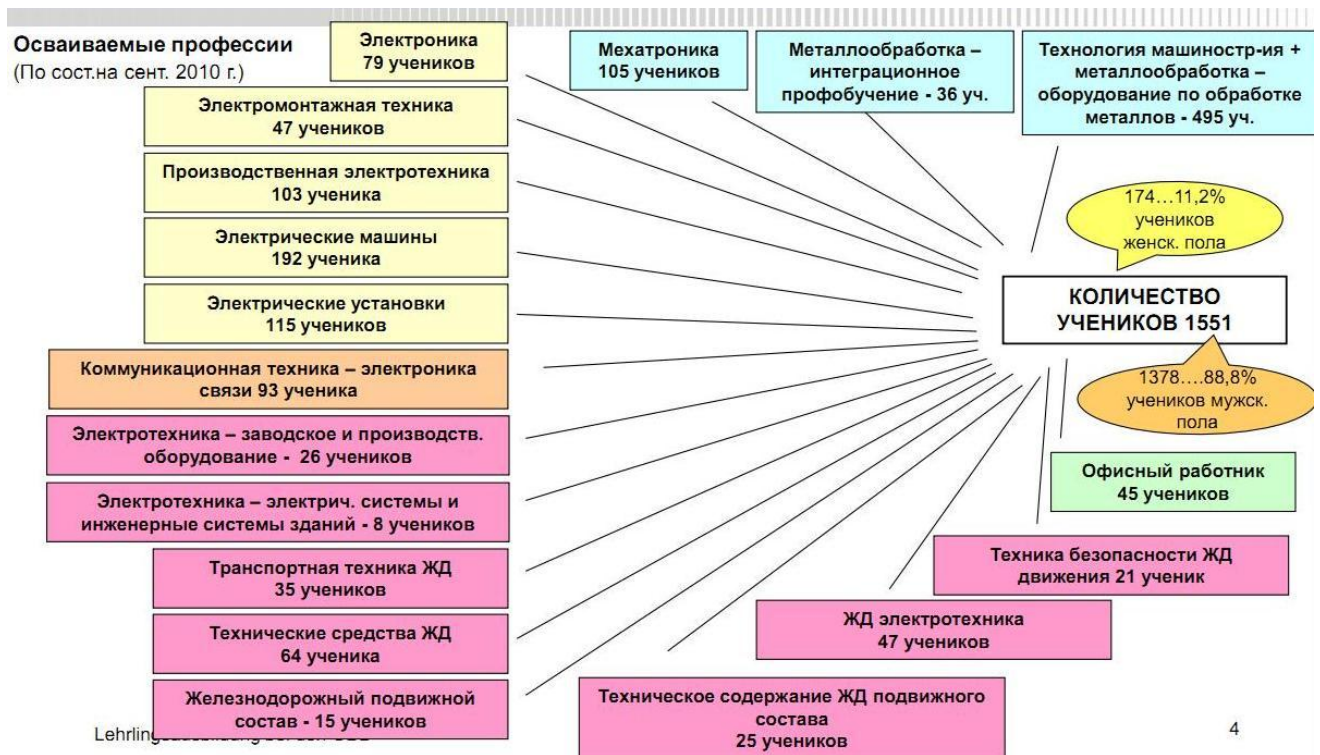 Осваиваемые профессии
(По сост.на сент. 2010 г.)
Электроника
79 учеников
Мехатроника
105 учеников
Металлообработка –
интеграционное
профобучение - 36 уч.
Технология машиностр-ия +
металлообработка –
оборудование по обработке
металлов - 495 уч.
Электромонтажная техника
47 учеников
Производственная электротехника
103 ученика
Электрические машины
192 ученика
Электрические установки
115 учеников
Коммуникационная техника – электроника
связи 93 ученика
Электротехника – заводское и производств.
оборудование - 26 учеников
Электротехника – электрич. системы и
инженерные системы зданий - 8 учеников
Транспортная техника ЖД
35 учеников
Технические средства ЖД
64 ученика
Железнодорожный подвижной
состав - 15 учеников
174…11,2%
учеников
женск. пола
КОЛИЧЕСТВО
УЧЕНИКОВ 1551
1378….88,8%
учеников мужск.
пола
Офисный работник
45 учеников
Техника безопасности ЖД
движения 21 ученик
ЖД электротехника
47 учеников
Техническое содержание ЖД подвижного
состава
25 учеников
4